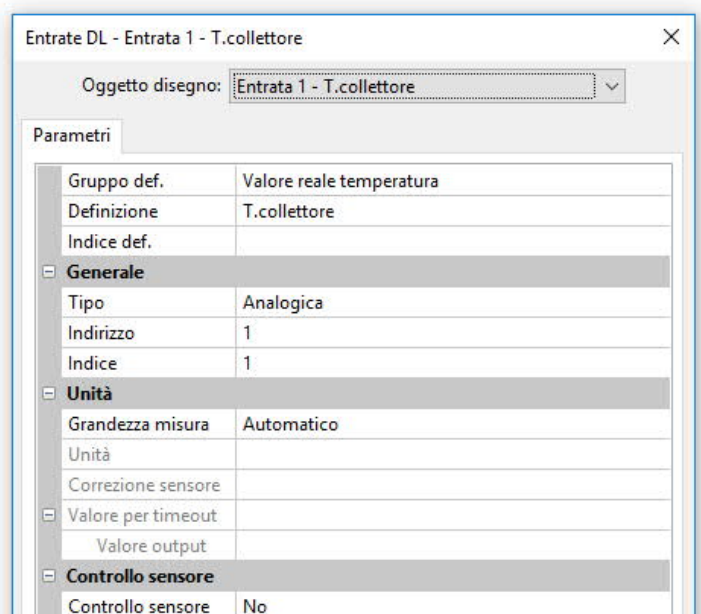 Entrate DL - Entrata 1 - T.collettore
Oggetto disegno: Entrata 1 - T.collettore
Parametri
Gruppo def. Valore reale temperatura
Definizione T.collettore
Indice def.
Generale
Tipo Analogica
Indirizzo 1
Indice 1
Unità
Grandezza misura Automatico
Unità
Correzione sensore
Valore per timeout
Valore output
Controllo sensore
Controllo sensore No